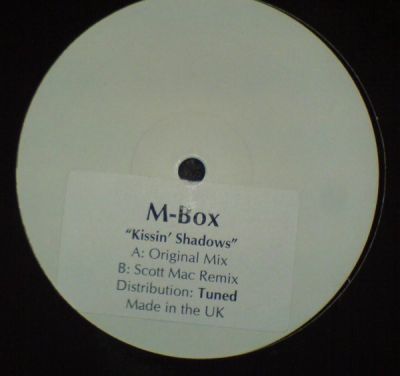 M-Box
"Kissin' Shadows"
A: Original Mix
B: Scott Mac Remix
Distribution: Tuned
Made in the UK